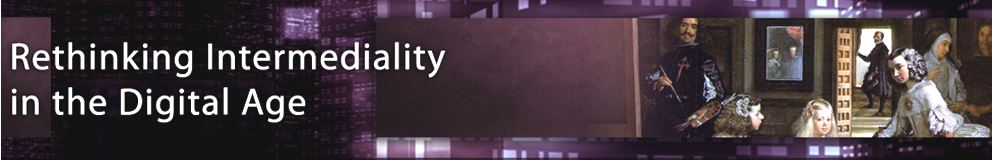 Rethinking Intermediality
in the Digital Age